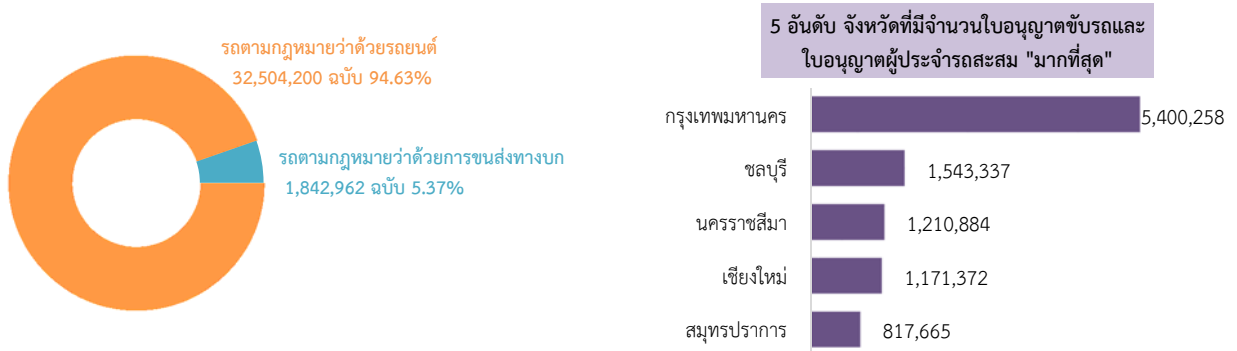 รถตามกฎหมายว่าด้วยรถยนต์
32,504,200 ฉบับ 94.63%
รถตามกฎหมายว่าด้วยการขนส่งทางบก
1,842,962 ฉบับ 5.37%
5 อันดับ จังหวัดที่มีจำนวนใบอนุญาตขับรถและ
ใบอนุญาตผู้ประจำรถสะสม "มากที่สุด"
กรุงเทพมหานคร 5,400,258
ชลบุรี 1,543,337
นครราชสีมา 1,210,884
เชียงใหม่ 1,171,372
สมุทรปราการ 817,665